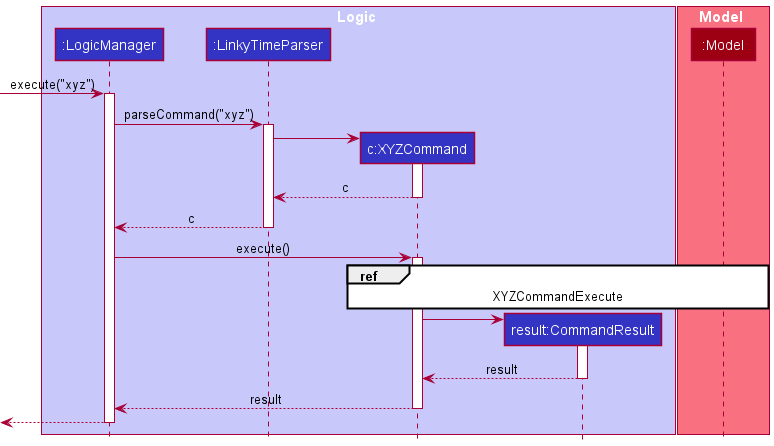 Logic
Model
:LogicManager
:LinkyTimeParser
:Model
execute("xyz")
parseCommand("xyz")
c:XYZCommand
c
c
execute()
ref
XYZCommandExecute
result:CommandResult
result
result